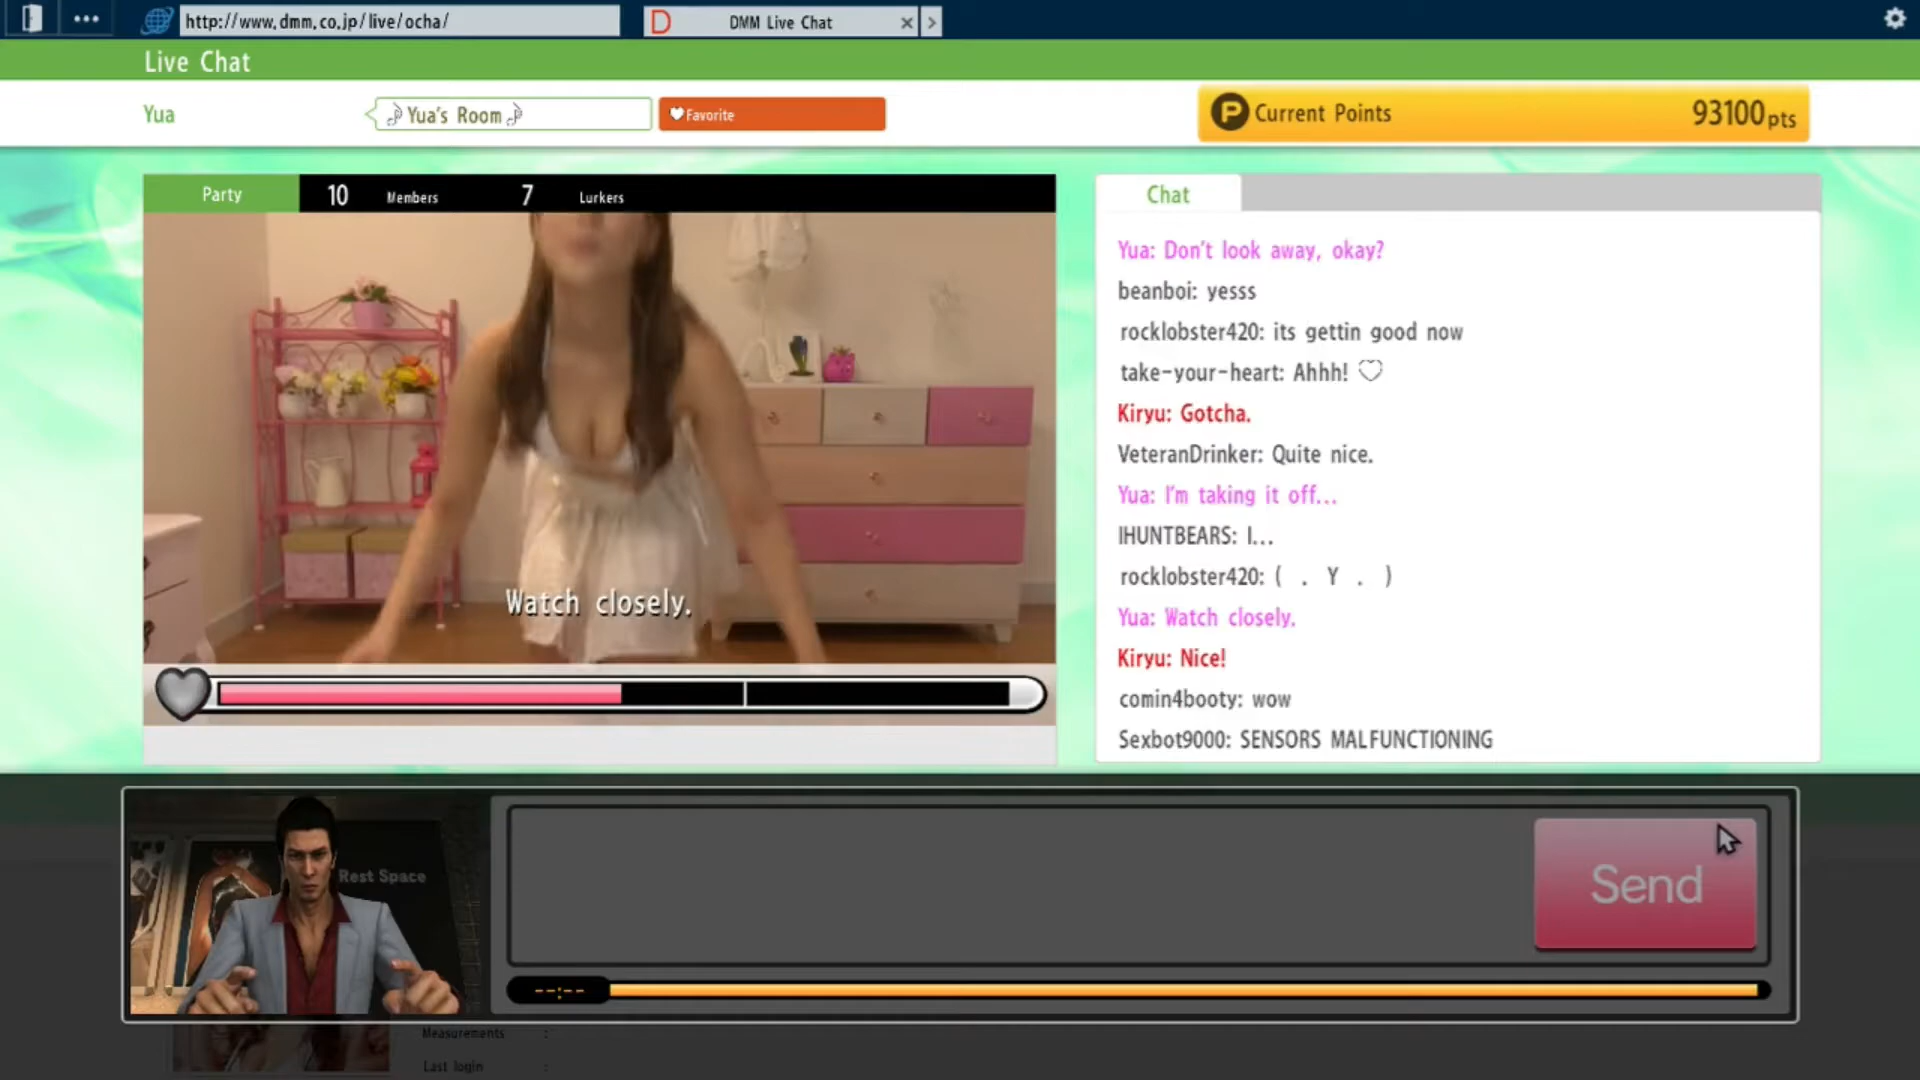 http://www.dmm.co.jp/live/ocha/
D DMM Live Chat
Live Chat
Yua
Yua's Room
Favorite
P Current Points 93100pts
Party 10 Members 7 Lurkers
Watch closely.
Chat
Yua: Don't look away, okay?
beanboi: yesss
rocklobster420: its gettin good now
take-your-heart: Ahhh! ♡
Kiryu: Gotcha.
VeteranDrinker: Quite nice.
Yua: I'm taking it off...
IHUNTBEARS: I...
rocklobster420: ( . Y . )
Yua: Watch closely.
Kiryu: Nice!
comin4booty: wow
Sexbot9000: SENSORS MALFUNCTIONING
Rest Space
Send
--:--
Measurements :
Last login :